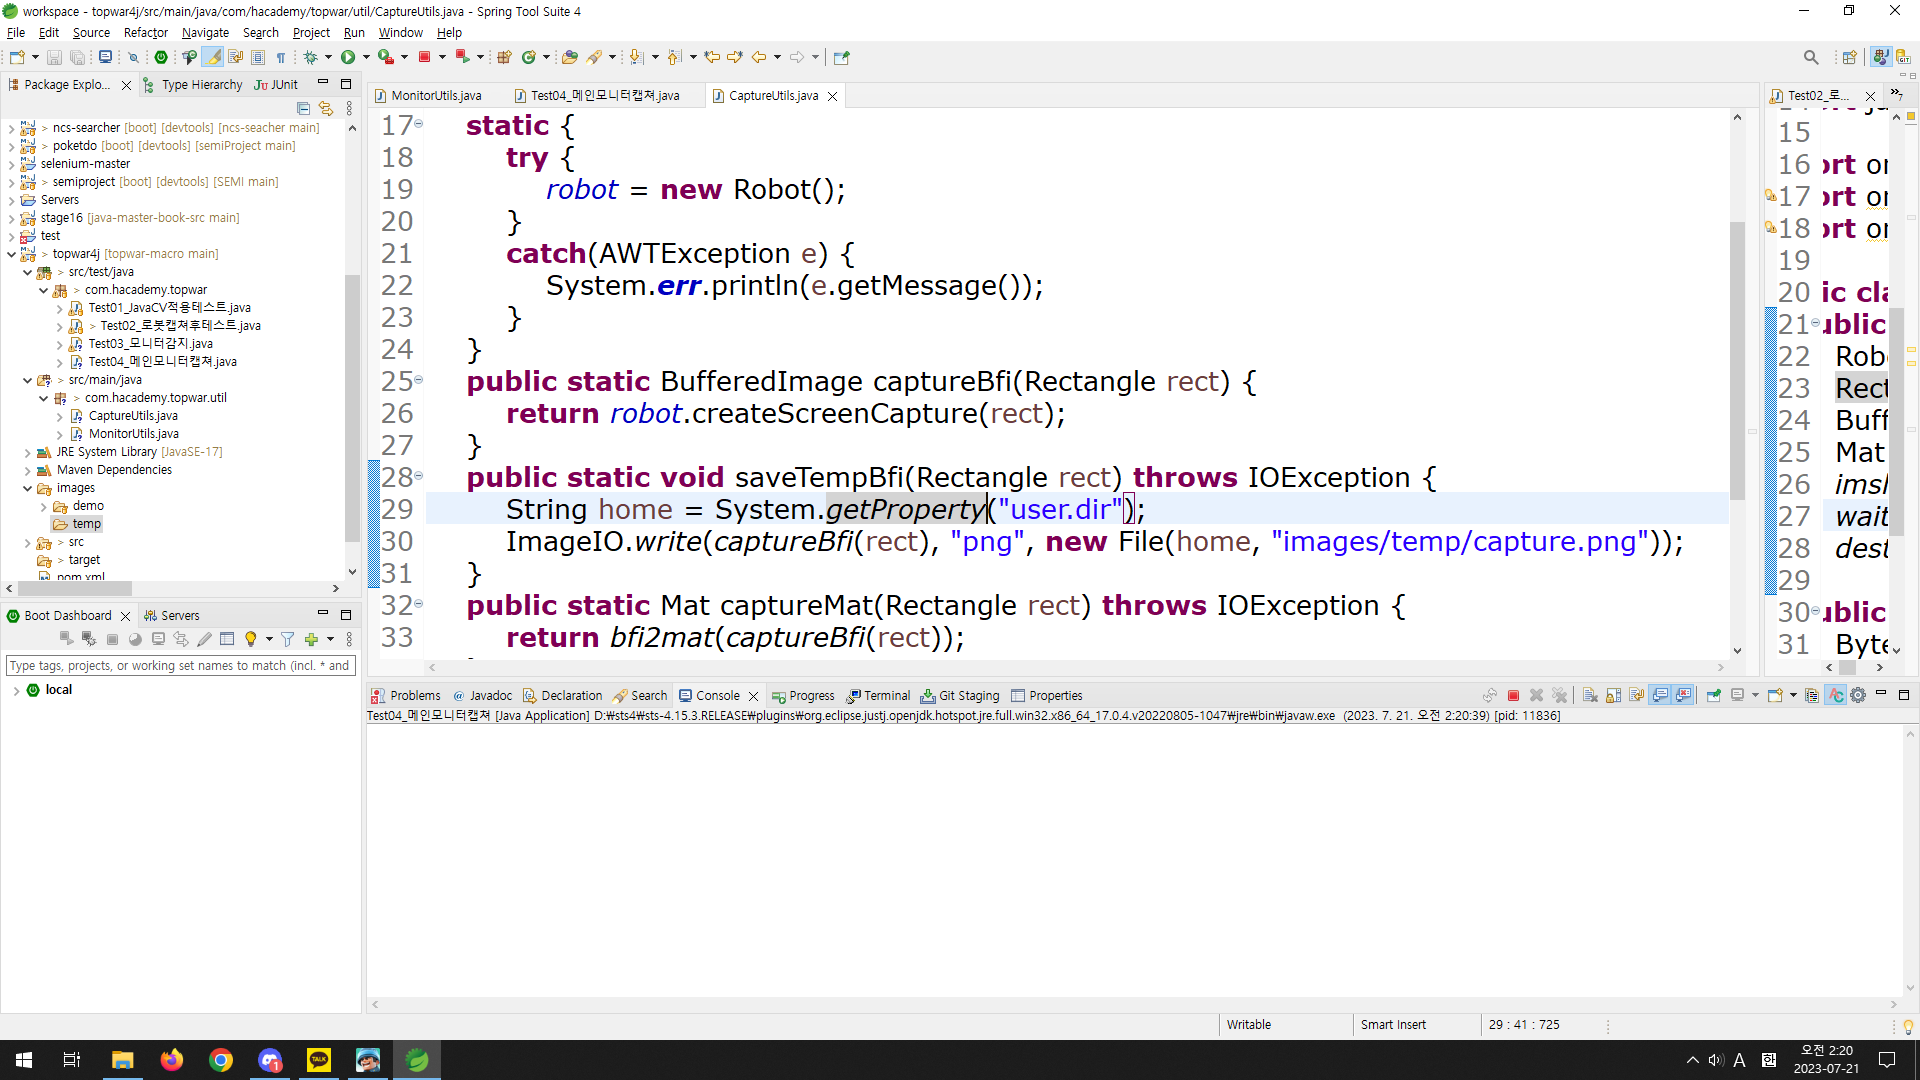 workspace - topwar4j/src/main/java/com/hacademy/topwar/util/CaptureUtils.java - Spring Tool Suite 4
File Edit Source Refactor Navigate Search Project Run Window Help
Package Explo... Type Hierarchy JUnit
> ncs-searcher [boot] [devtools] [ncs-seacher main]
> poketdo [boot] [devtools] [semiProject main]
selenium-master
> semiproject [boot] [devtools] [SEMI main]
Servers
stage16 [java-master-book-src main]
test
> topwar4j [topwar-macro main]
> src/test/java
> com.hacademy.topwar
Test01_JavaCV적용테스트.java
> Test02_로봇캡쳐후테스트.java
Test03_모니터감지.java
Test04_메인모니터캡쳐.java
> src/main/java
> com.hacademy.topwar.util
CaptureUtils.java
MonitorUtils.java
JRE System Library [JavaSE-17]
Maven Dependencies
images
demo
temp
> src
> target
pom.xml
Boot Dashboard Servers
Type tags, projects, or working set names to match (incl. * and
local
MonitorUtils.java Test04_메인모니터캡쳐.java CaptureUtils.java
17 static {
18 try {
19 robot = new Robot();
20 }
21 catch(AWTException e) {
22 System.err.println(e.getMessage());
23 }
24 }
25 public static BufferedImage captureBfi(Rectangle rect) {
26 return robot.createScreenCapture(rect);
27 }
28 public static void saveTempBfi(Rectangle rect) throws IOException {
29 String home = System.getProperty("user.dir");
30 ImageIO.write(captureBfi(rect), "png", new File(home, "images/temp/capture.png"));
31 }
32 public static Mat captureMat(Rectangle rect) throws IOException {
33 return bfi2mat(captureBfi(rect));
Test02_로... 7
15
16 ort or
17 ort or
18 ort or
19
20 ic cla
21 ublic
22 Rob
23 Rect
24 Buff
25 Mat
26 imsh
27 wait
28 dest
29
30 ublic
31 Byte
Problems Javadoc Declaration Search Console Progress Terminal Git Staging Properties
Test04_메인모니터캡쳐 [Java Application] D:₩sts4₩sts-4.15.3.RELEASE₩plugins₩org.eclipse.justj.openjdk.hotspot.jre.full.win32.x86_64_17.0.4.v20220805-1047₩jre₩bin₩javaw.exe (2023. 7. 21. 오전 2:20:39) [pid: 11836]
Writable Smart Insert 29 : 41 : 725
TALK
1
A 한
오전 2:20
2023-07-21